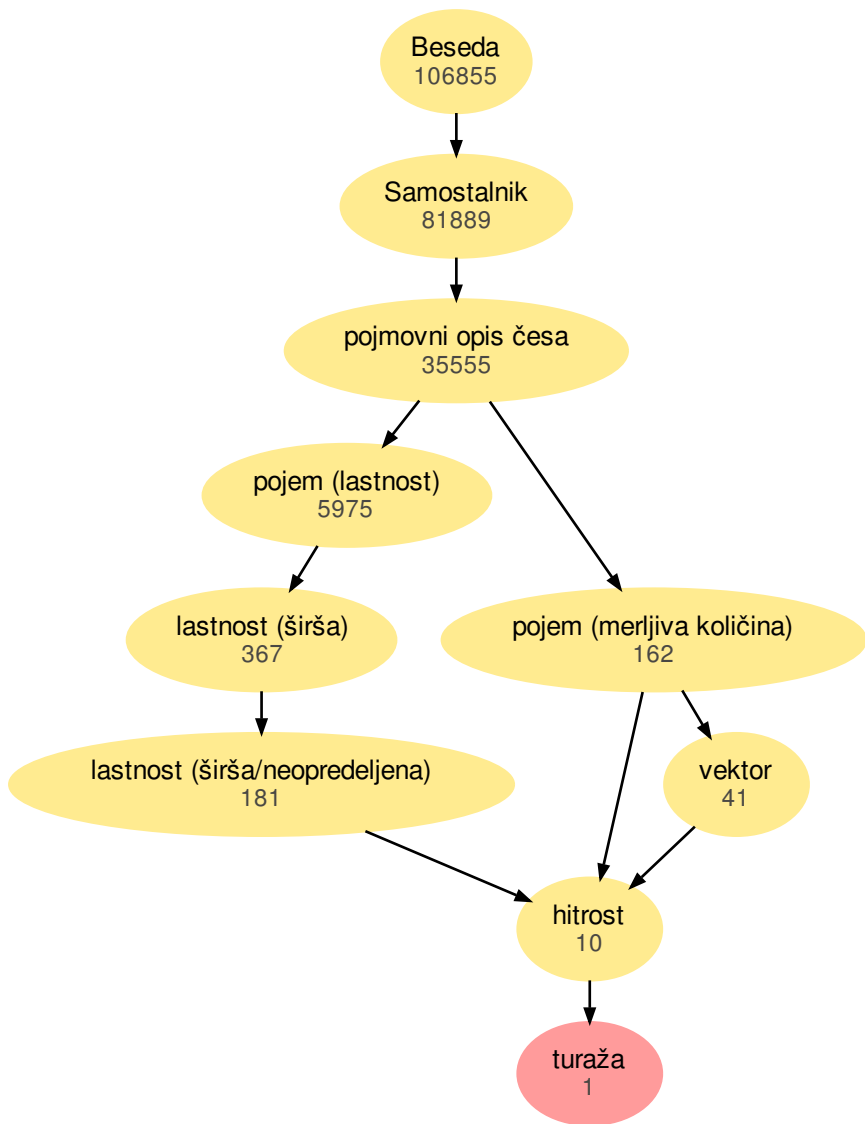 Beseda
106855
Samostalnik
81889
pojmovni opis česa
35555
pojem (lastnost)
5975
lastnost (širša)
367
pojem (merljiva količina)
162
lastnost (širša/neopredeljena)
181
vektor
41
hitrost
10
turaža
1